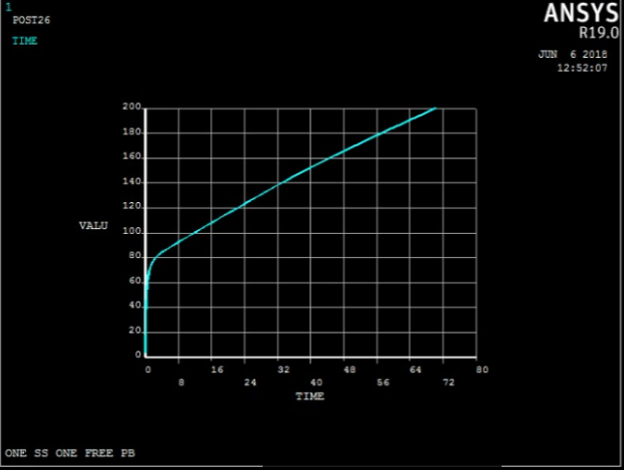 1
POST26
TIME
ANSYS
R19.0
JUN 6 2018
12:52:07
200
180
160
140
120
100
80
60
40
20
0
VALU
0 16 32 48 64 80
8 24 40 56 72
TIME
ONE SS ONE FREE PB